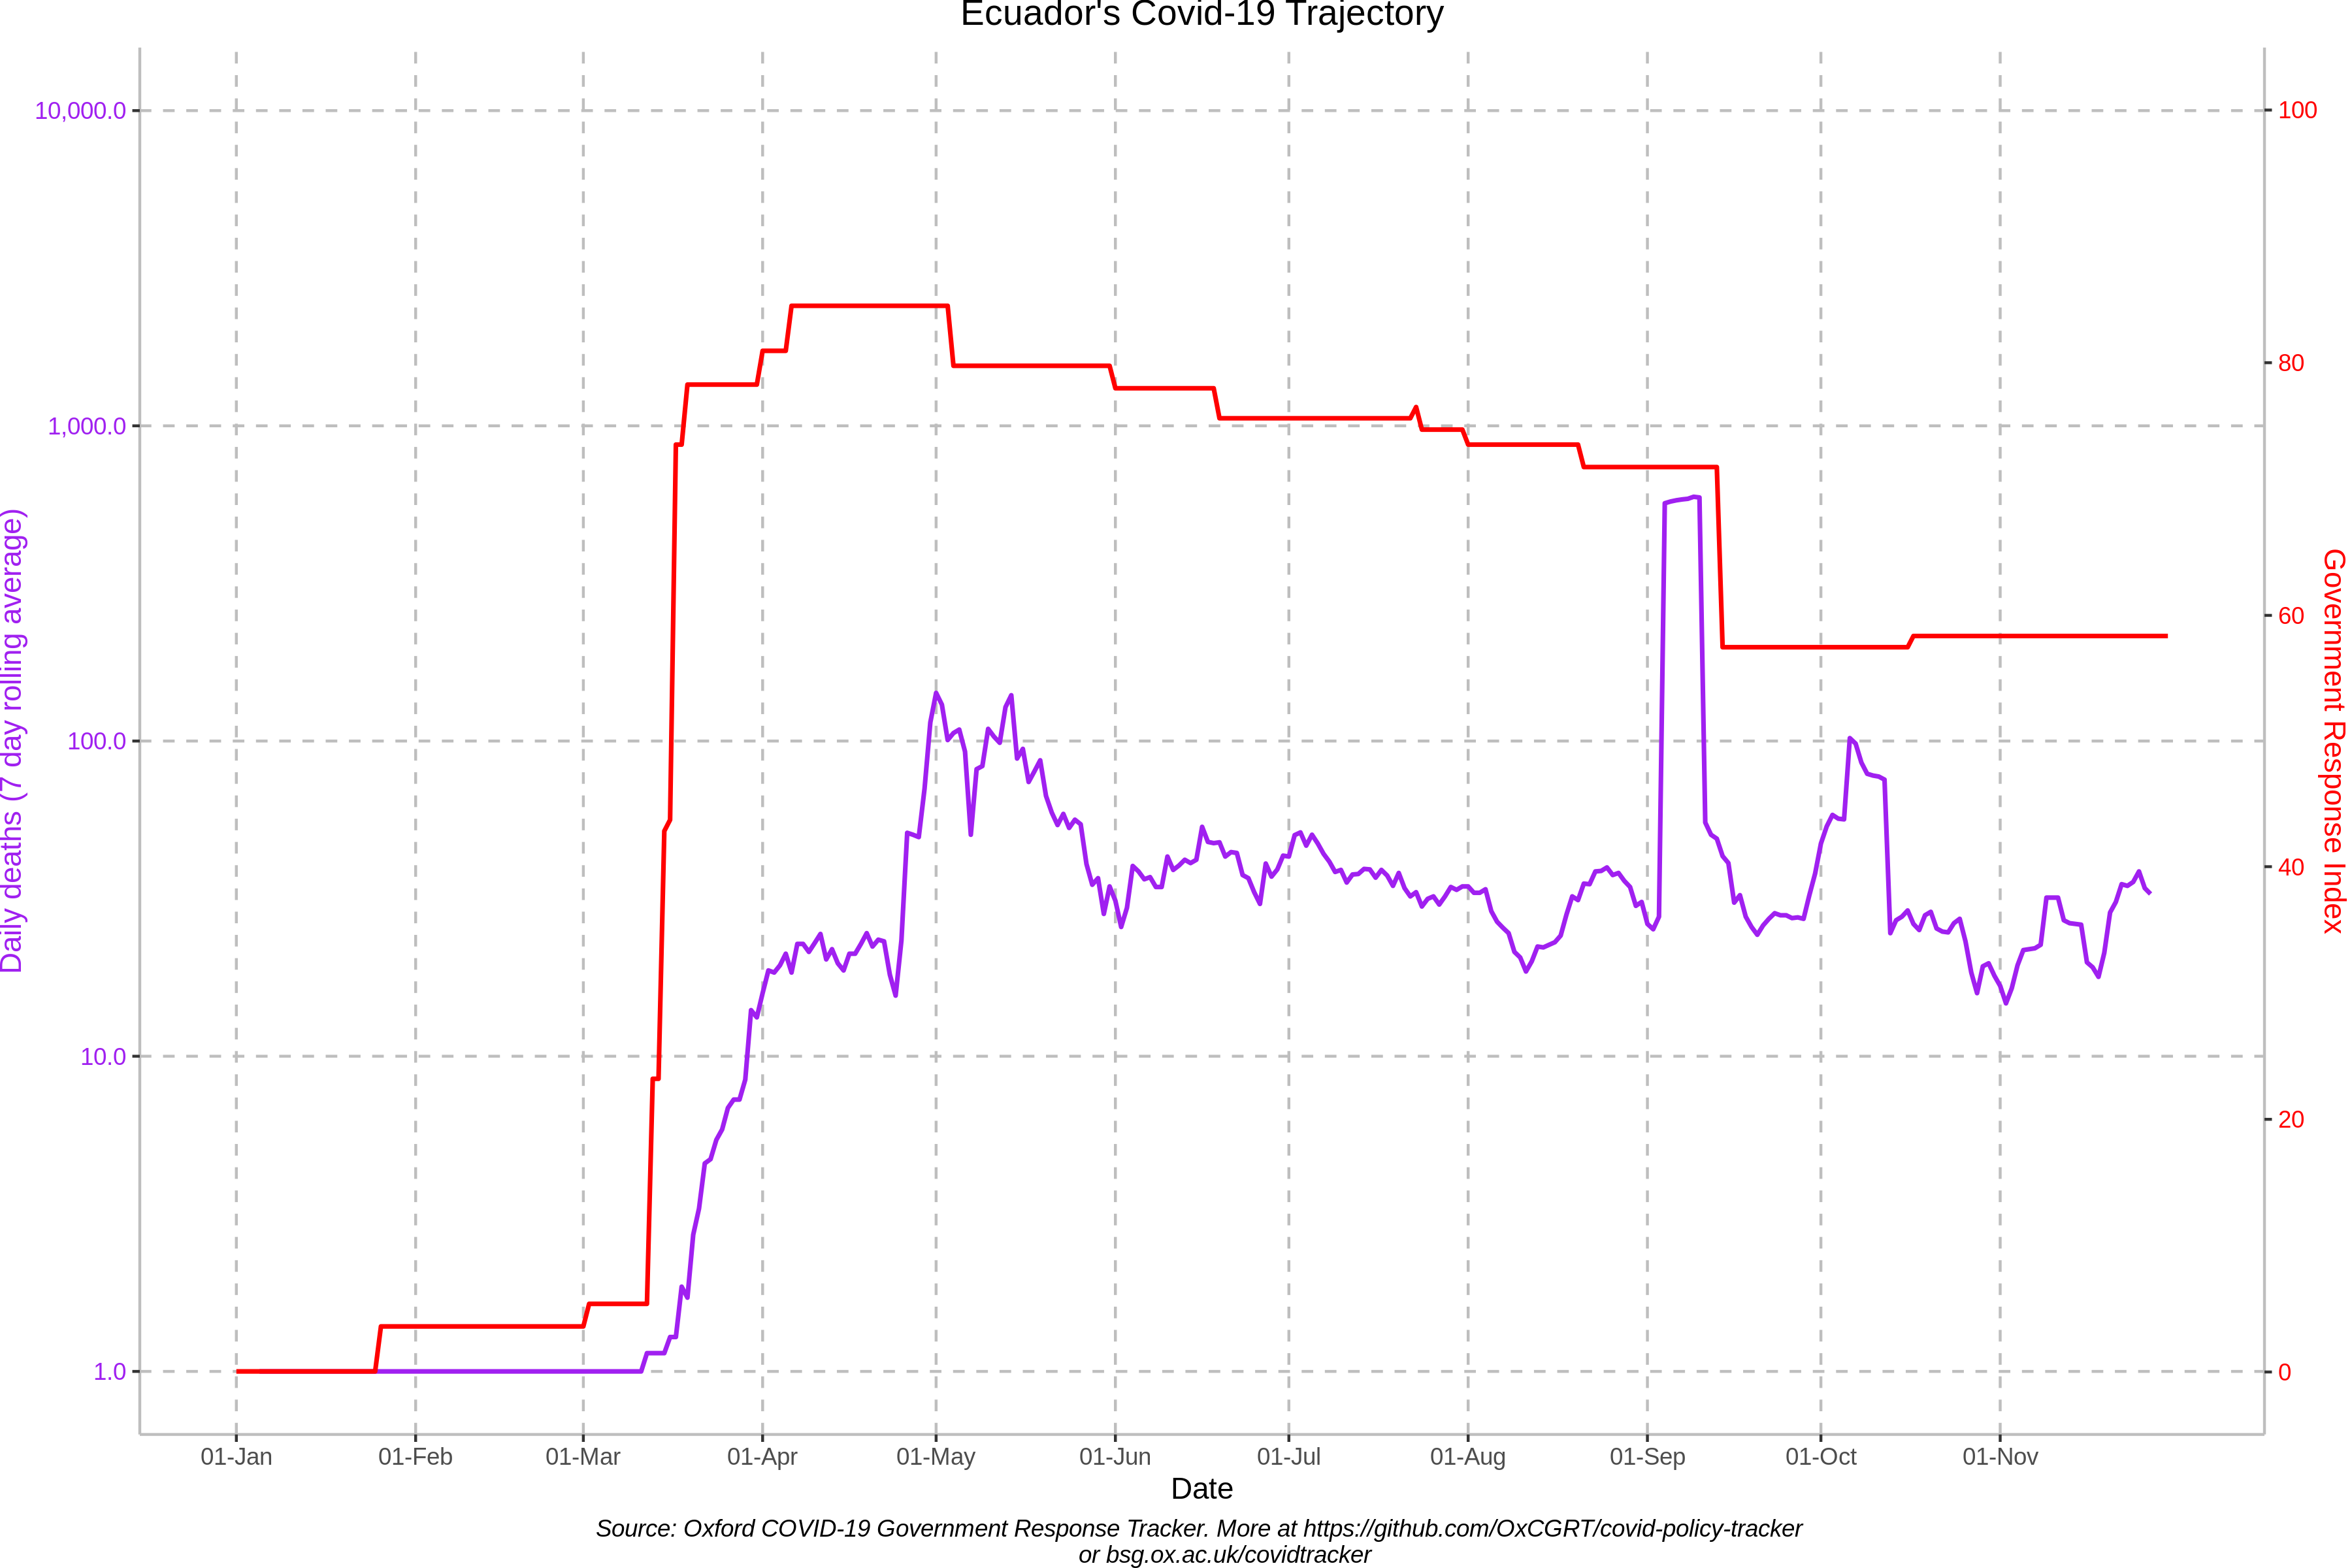 Ecuador's Covid-19 Trajectory
10,000.0
1,000.0
100.0
10.0
1.0
Daily deaths (7 day rolling average)
100
80
60
40
20
0
Government Response Index
01-Jan
01-Feb
01-Mar
01-Apr
01-May
01-Jun
01-Jul
01-Aug
01-Sep
01-Oct
01-Nov
Date
Source: Oxford COVID-19 Government Response Tracker. More at https://github.com/OxCGRT/covid-policy-tracker
or bsg.ox.ac.uk/covidtracker